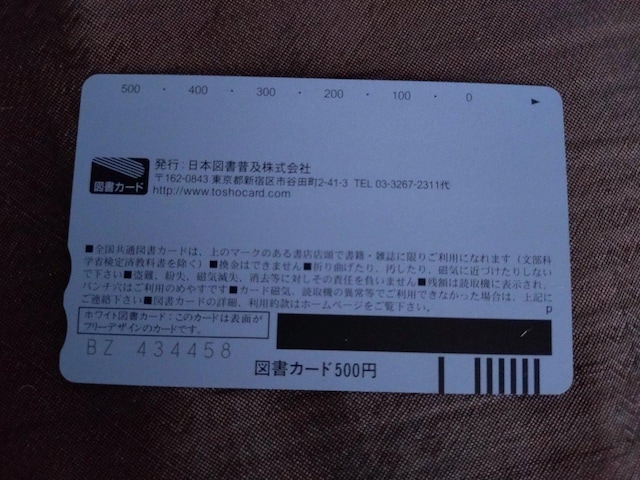 500 ・ 400 ・ 300 ・ 200 ・ 100 ・ 0
図書カード
発行：日本図書普及株式会社
〒162-0843 東京都新宿区市谷田町2-41-3 TEL 03-3267-2311代
http://www.toshocard.com
■全国共通図書カードは、上のマークのある書店店頭で書籍・雑誌に限りご利用になれます（文部科
学省検定済教科書を除く）■換金はできません■折り曲げたり、汚したり、磁気に近づけたりしない
で下さい■盗難、紛失、磁気滅失、消去等に対しその責任を負いません■残額は読取機に表示され、
パンチ穴はご利用のめやすです■カード磁気、読取機の異常等でご利用できなかった場合は、上記に
ご連絡下さい■図書カードの詳細、利用約款はホームページをご覧下さい。
P
ホワイト図書カード：このカードは表面が
フリーデザインのカードです。
BZ 434458
図書カード500円